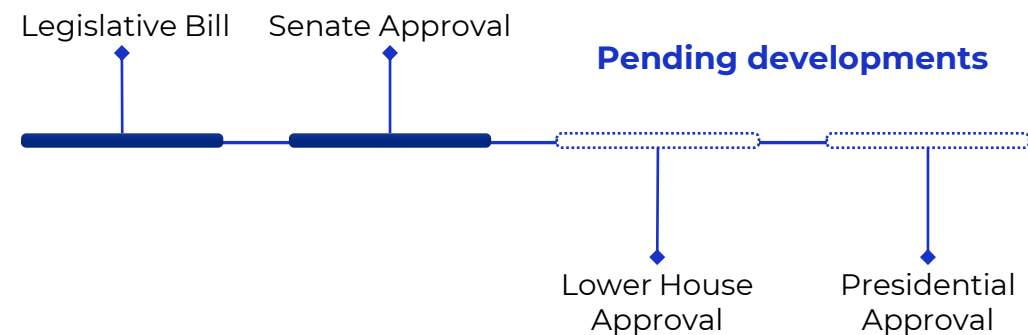 Legislative Bill
Senate Approval
Pending developments
Lower House
Approval
Presidential
Approval